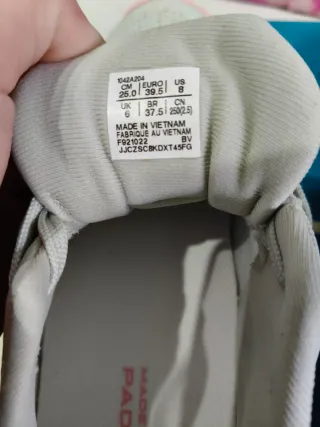 1042A204
CM EURO US
25.0 39.5 8
UK BR CN
6 37.5 250(2.5)
MADE IN VIETNAM
FABRIQUE AU VIETNAM
F921022 BV
JJCZSC8KDXT45FG
MADE
PAD